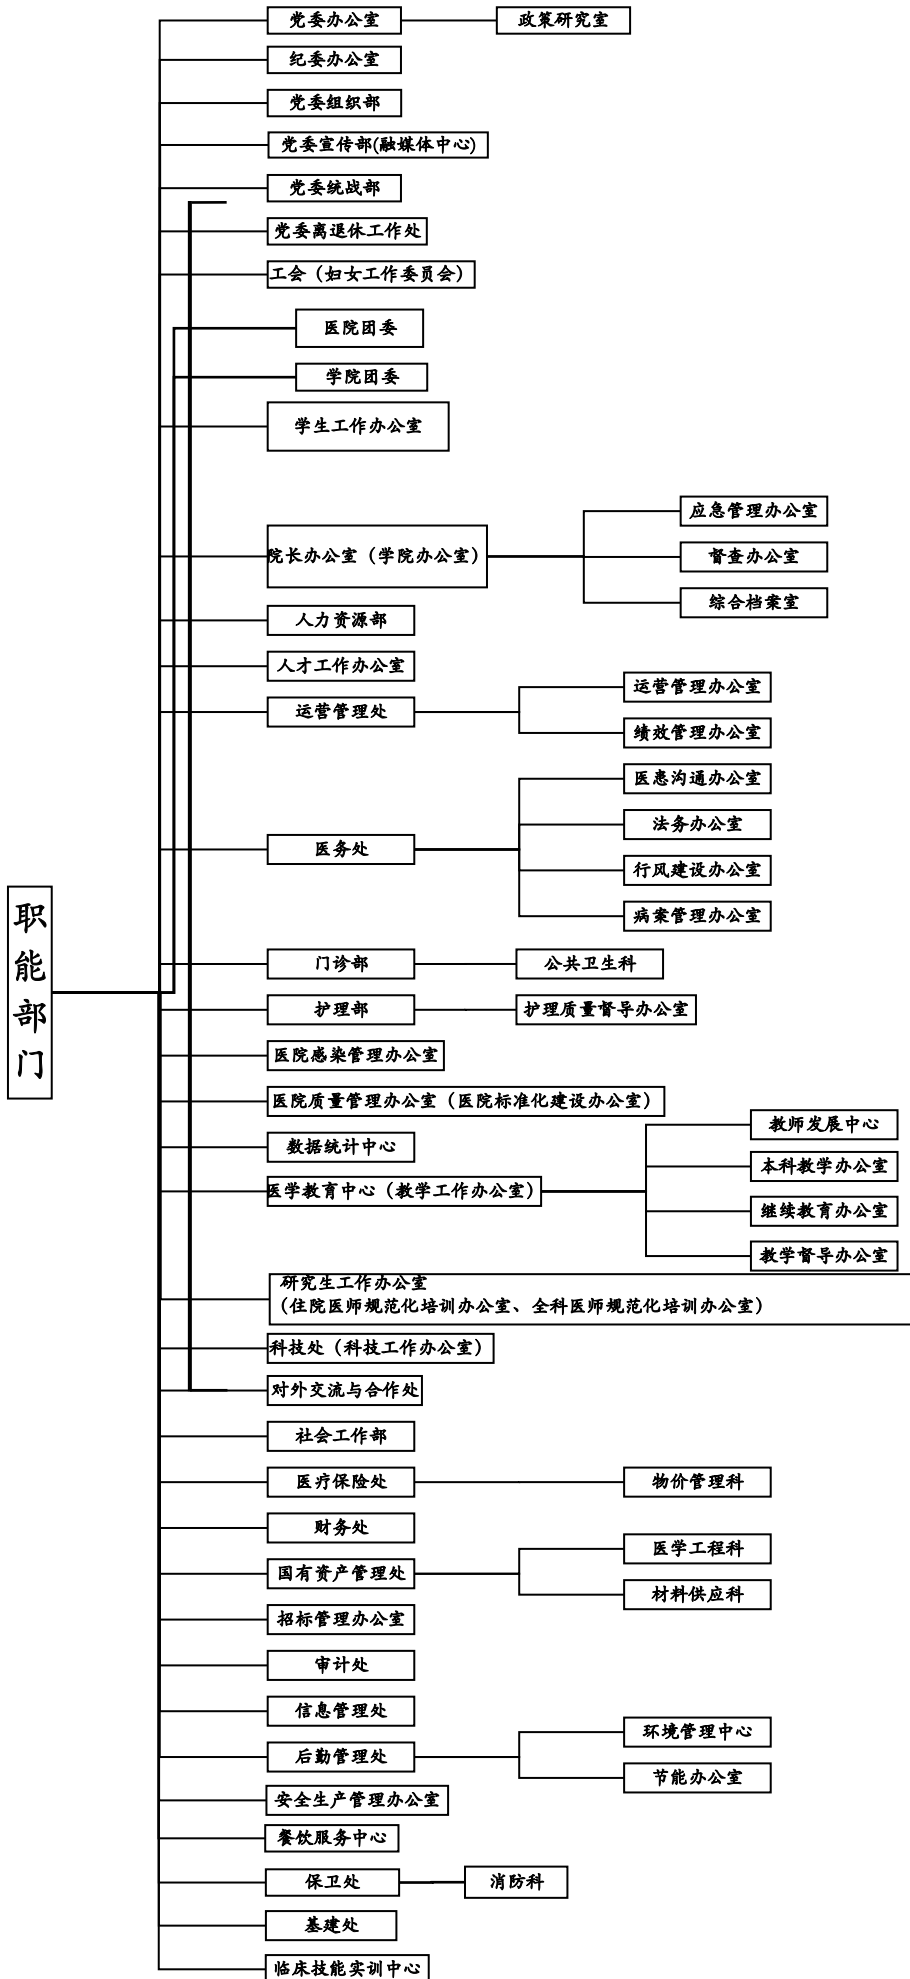 职能部门
党委办公室
政策研究室
纪委办公室
党委组织部
党委宣传部(融媒体中心)
党委统战部
党委离退休工作处
工会（妇女工作委员会）
医院团委
学院团委
学生工作办公室
院长办公室（学院办公室）
应急管理办公室
督查办公室
综合档案室
人力资源部
人才工作办公室
运营管理处
运营管理办公室
绩效管理办公室
医务处
医患沟通办公室
法务办公室
行风建设办公室
病案管理办公室
门诊部
公共卫生科
护理部
护理质量督导办公室
医院感染管理办公室
医院质量管理办公室（医院标准化建设办公室）
数据统计中心
医学教育中心（教学工作办公室）
教师发展中心
本科教学办公室
继续教育办公室
教学督导办公室
研究生工作办公室
（住院医师规范化培训办公室、全科医师规范化培训办公室）
科技处（科技工作办公室）
对外交流与合作处
社会工作部
医疗保险处
物价管理科
财务处
国有资产管理处
医学工程科
材料供应科
招标管理办公室
审计处
信息管理处
后勤管理处
环境管理中心
节能办公室
安全生产管理办公室
餐饮服务中心
保卫处
消防科
基建处
临床技能实训中心